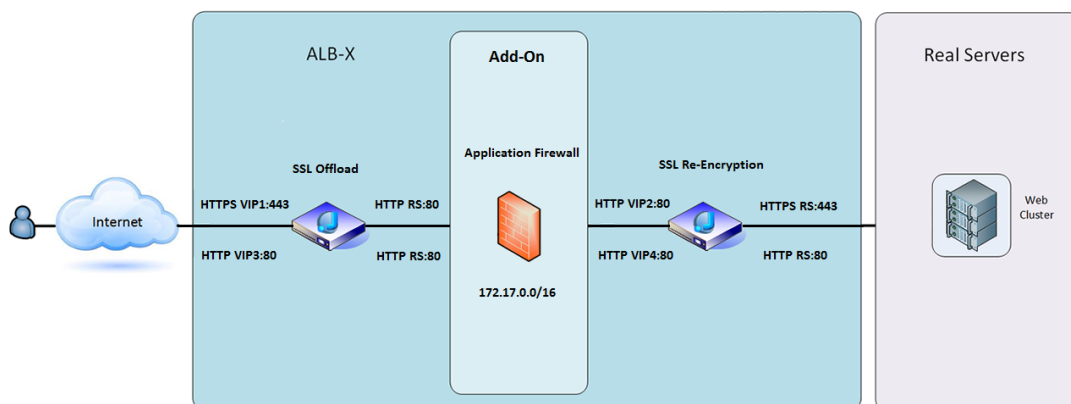 ALB-X
Add-On
Real Servers
Application Firewall
SSL Offload
SSL Re-Encryption
Internet
HTTPS VIP1:443
HTTP RS:80
HTTP VIP2:80
HTTPS RS:443
Web
Cluster
HTTP VIP3:80
HTTP RS:80
HTTP VIP4:80
HTTP RS:80
172.17.0.0/16